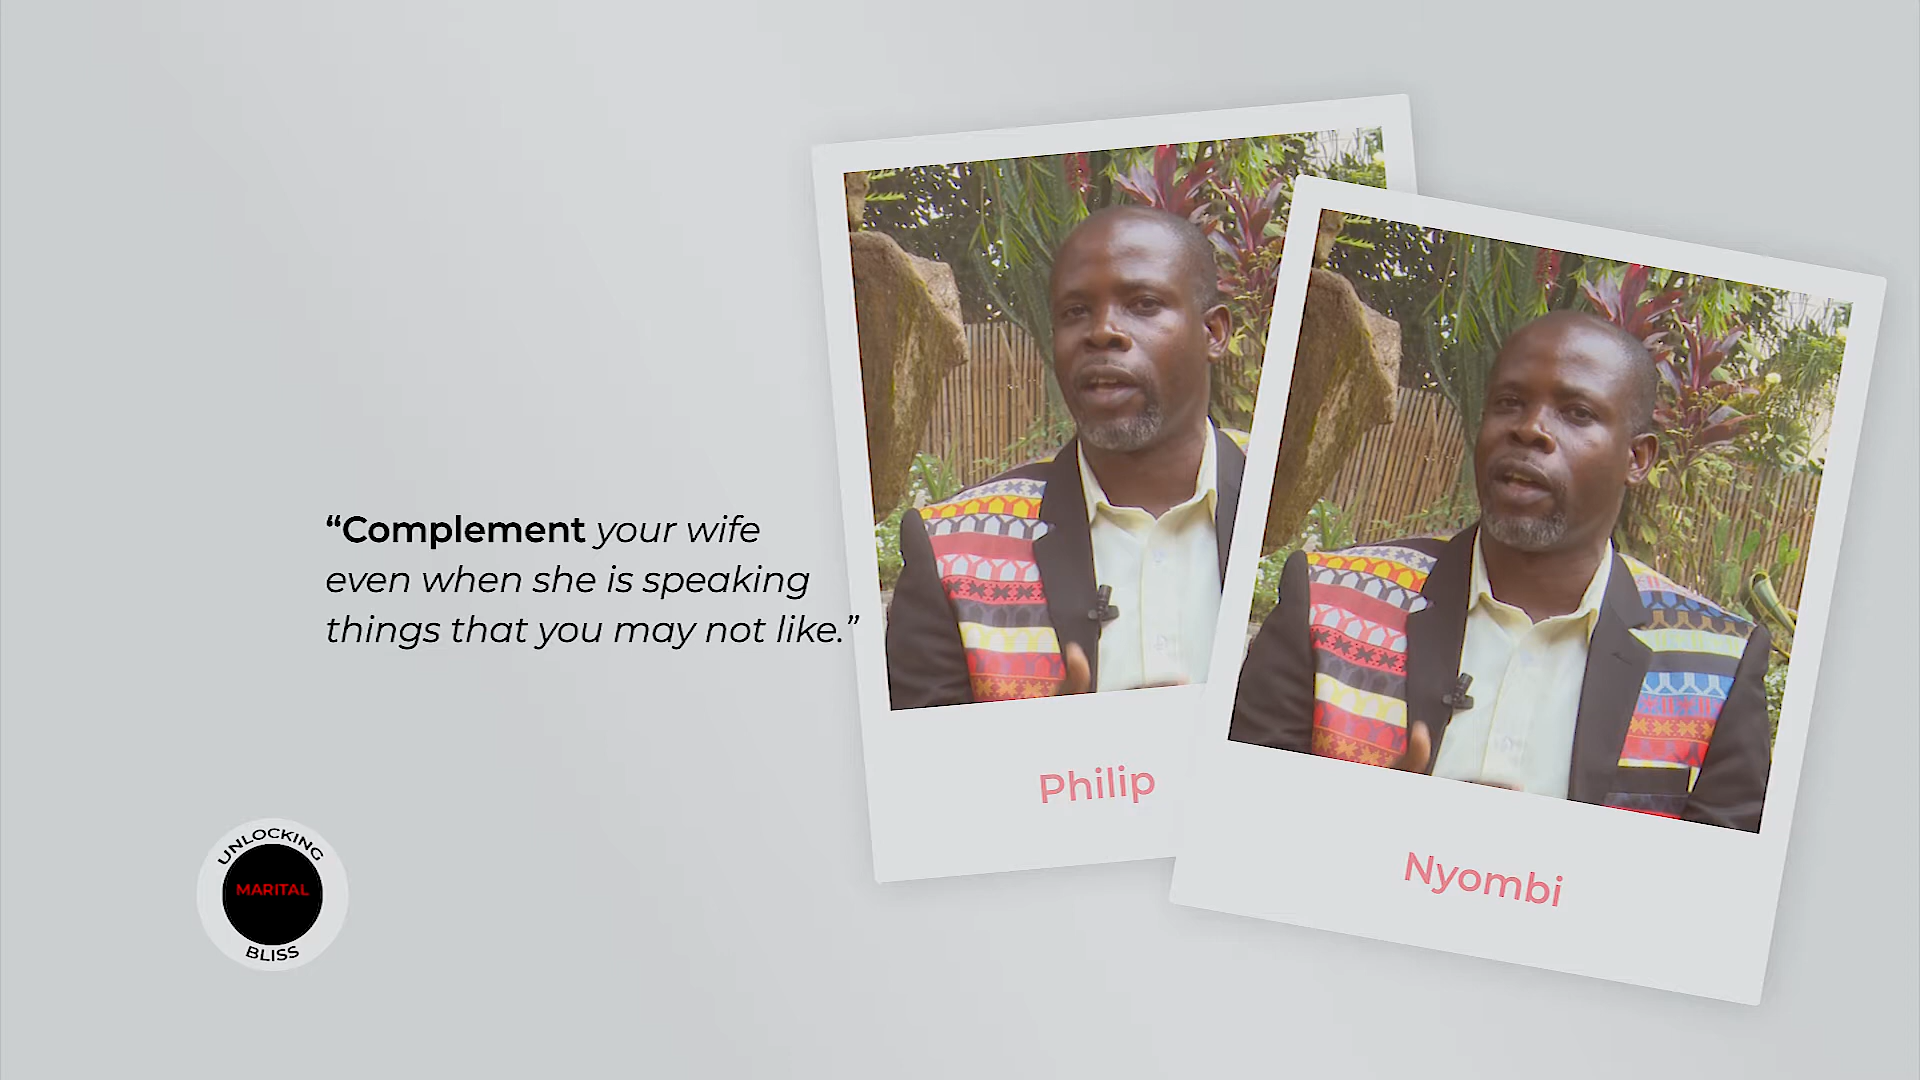 “Complement your wife
even when she is speaking
things that you may not like.”
Philip
Nyombi
UNLOCKING
MARITAL
BLISS